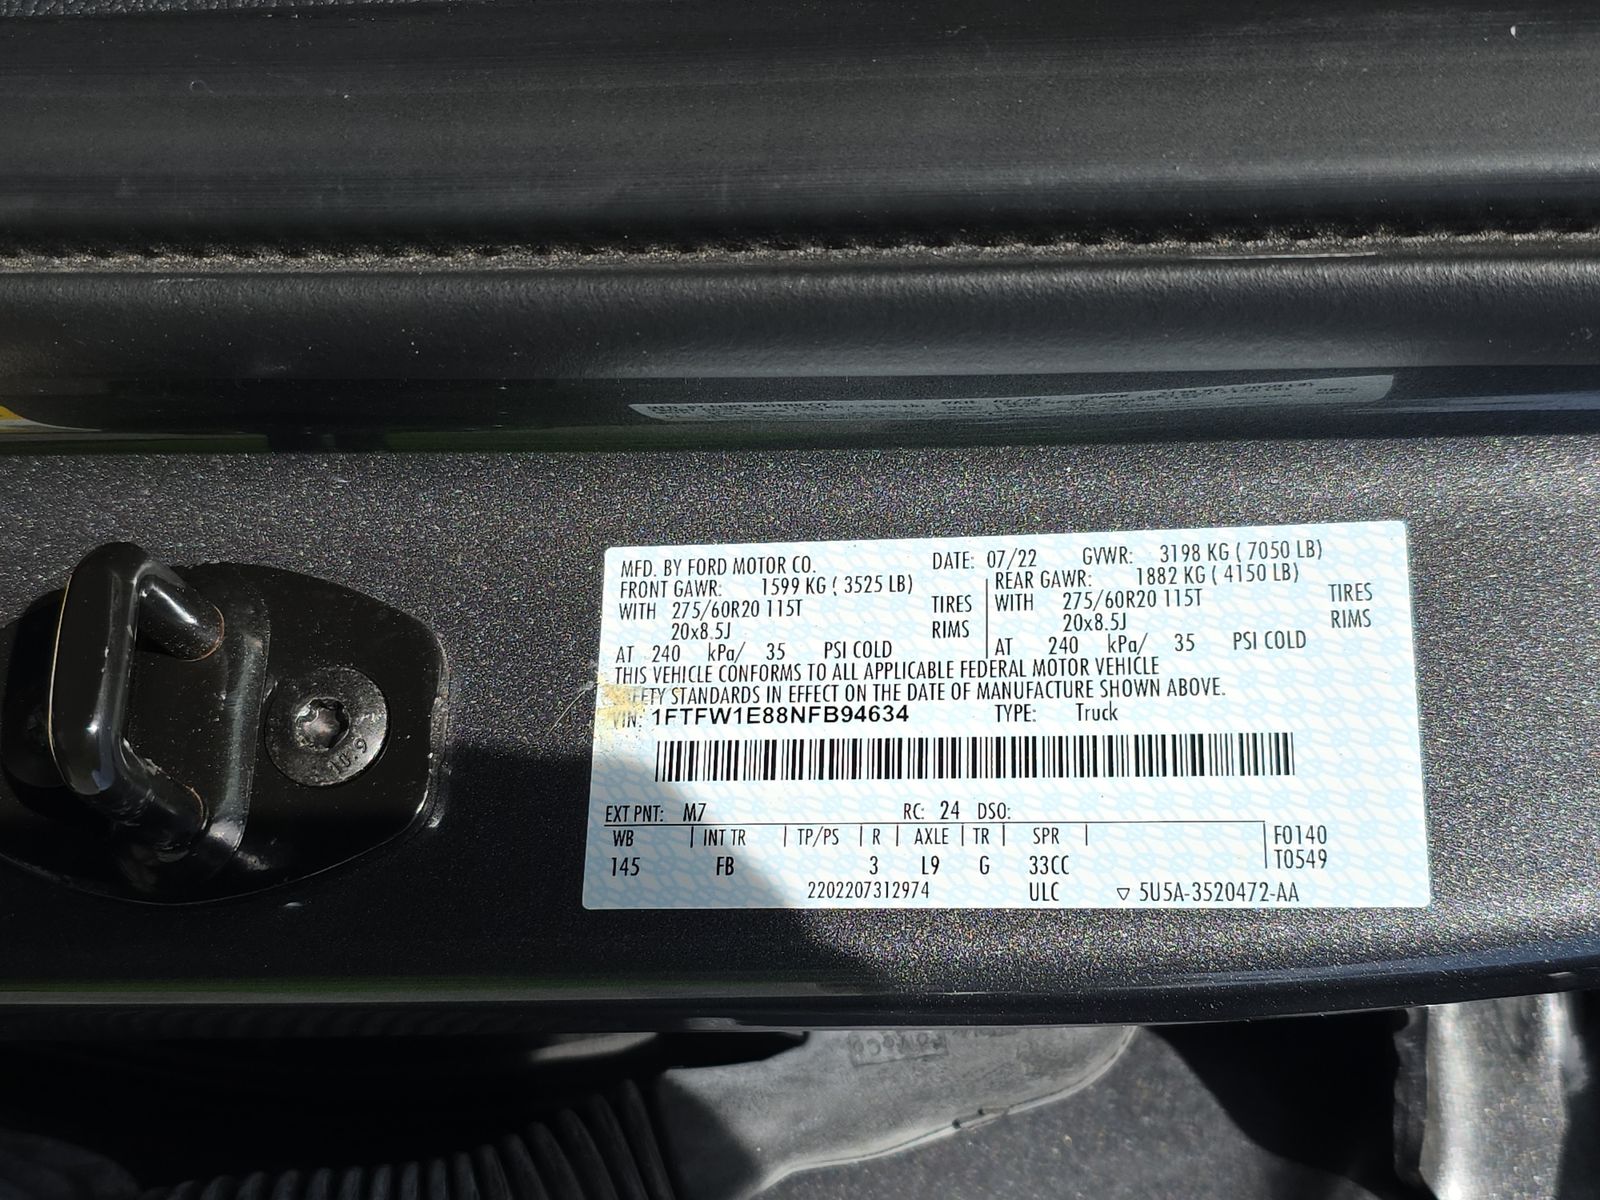 MFD. BY FORD MOTOR CO. DATE: 07/22 GVWR: 3198 KG ( 7050 LB)
FRONT GAWR: 1599 KG ( 3525 LB) REAR GAWR: 1882 KG ( 4150 LB)
WITH 275/60R20 115T TIRES WITH 275/60R20 115T TIRES
20x8.5J RIMS 20x8.5J RIMS
AT 240 kPa/ 35 PSI COLD AT 240 kPa/ 35 PSI COLD
THIS VEHICLE CONFORMS TO ALL APPLICABLE FEDERAL MOTOR VEHICLE
SAFETY STANDARDS IN EFFECT ON THE DATE OF MANUFACTURE SHOWN ABOVE.
VIN: 1FTFW1E88NFB94634 TYPE: Truck
EXT PNT: M7 RC: 24 DSO:
WB | INT TR | TP/PS | R | AXLE | TR | SPR | F0140
145 FB 3 L9 G 33CC T0549
2202207312974 ULC ▽ 5U5A-3520472-AA
10.9